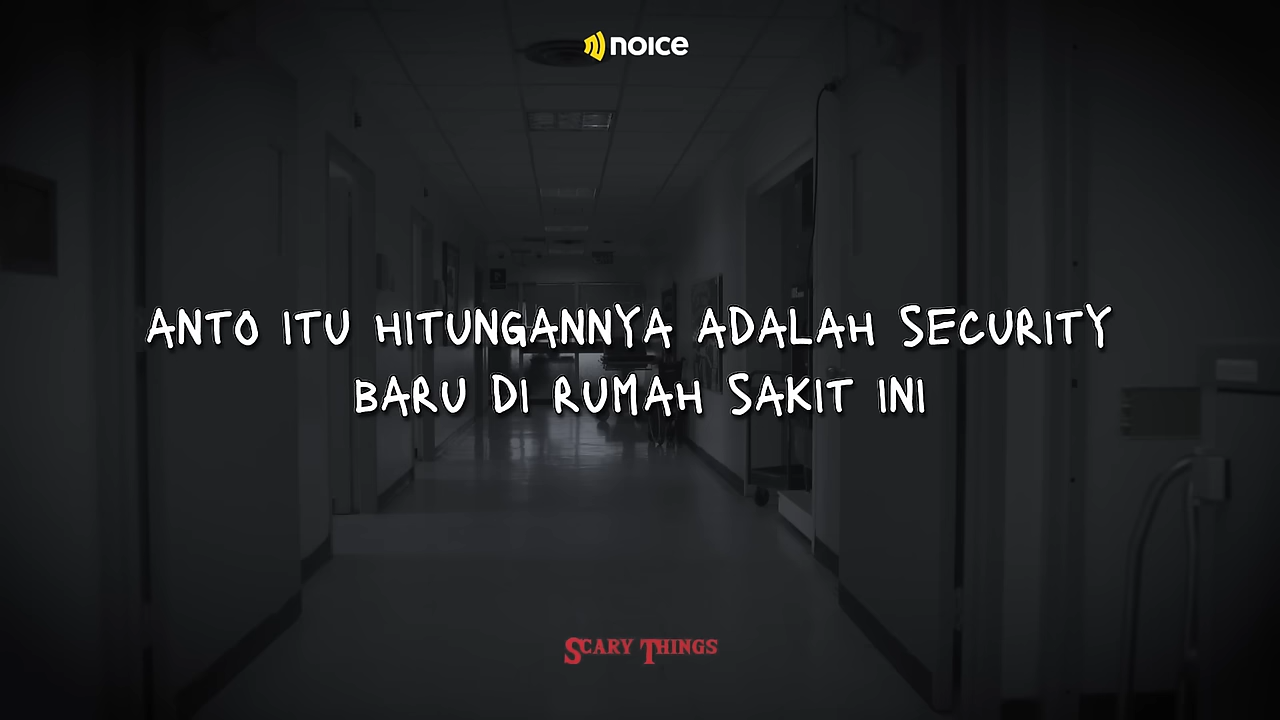 noice
ANTO ITU HITUNGANNYA ADALAH SECURITY
BARU DI RUMAH SAKIT INI
SCARY THINGS